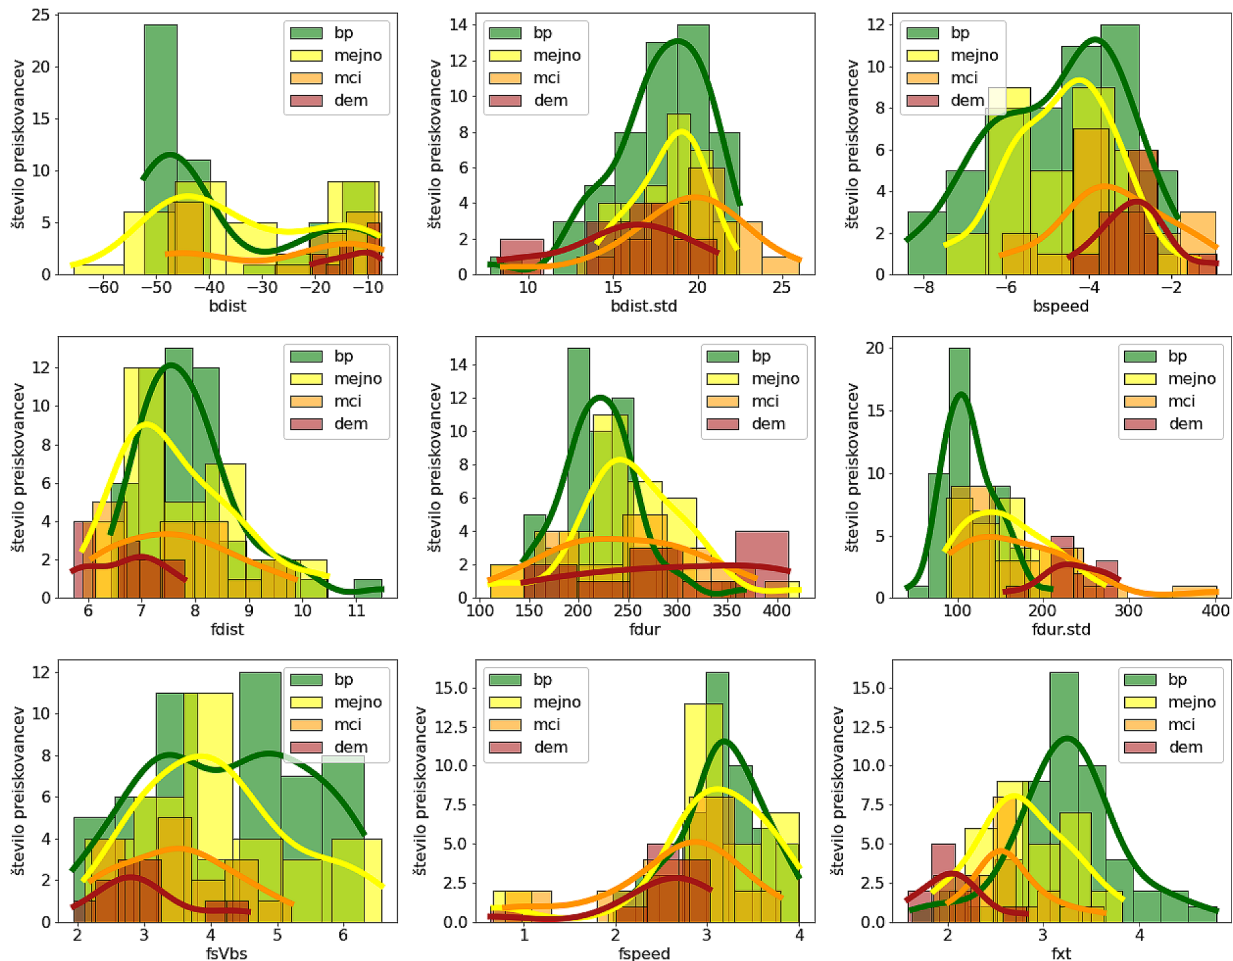 25
20
15
10
5
0
število preiskovancev
bp
mejno
mci
dem
−60 −50 −40 −30 −20 −10
bdist
14
12
10
8
6
4
2
0
število preiskovancev
bp
mejno
mci
dem
10 15 20 25
bdist.std
12
10
8
6
4
2
0
število preiskovancev
bp
mejno
mci
dem
−8 −6 −4 −2
bspeed
12
10
8
6
4
2
0
število preiskovancev
bp
mejno
mci
dem
6 7 8 9 10 11
fdist
14
12
10
8
6
4
2
0
število preiskovancev
bp
mejno
mci
dem
100 150 200 250 300 350 400
fdur
20
15
10
5
0
število preiskovancev
bp
mejno
mci
dem
100 200 300 400
fdur.std
12
10
8
6
4
2
0
število preiskovancev
bp
mejno
mci
dem
2 3 4 5 6
fsVbs
15.0
12.5
10.0
7.5
5.0
2.5
0.0
število preiskovancev
bp
mejno
mci
dem
1 2 3 4
fspeed
15.0
12.5
10.0
7.5
5.0
2.5
0.0
število preiskovancev
bp
mejno
mci
dem
2 3 4
fxt